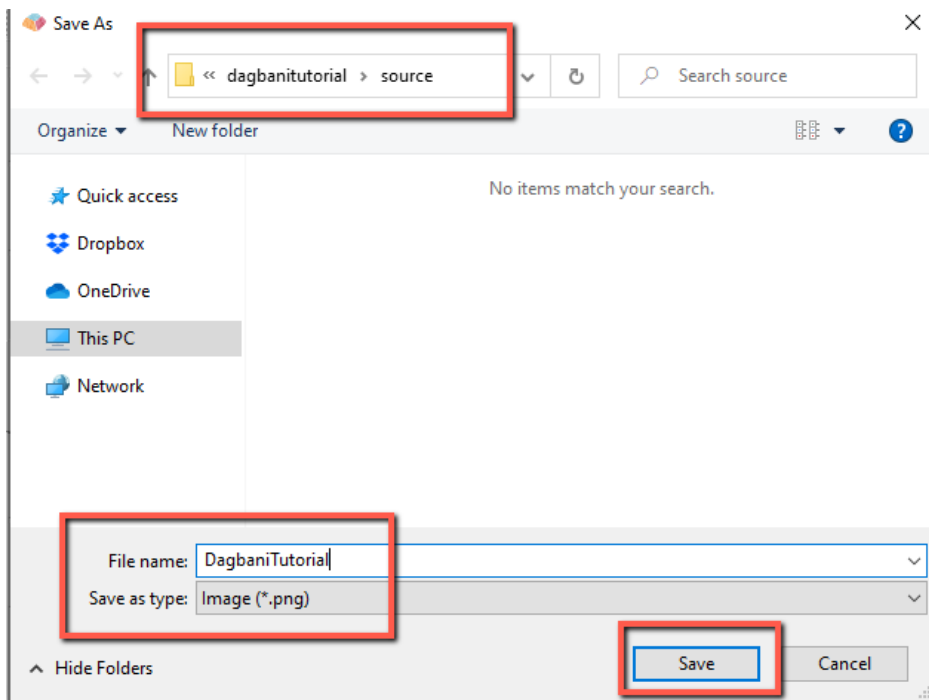 Save As
« dagbanitutorial › source
Search source
Organize
New folder
No items match your search.
Quick access
Dropbox
OneDrive
This PC
Network
File name: DagbaniTutorial
Save as type: Image (*.png)
Hide Folders
Save
Cancel